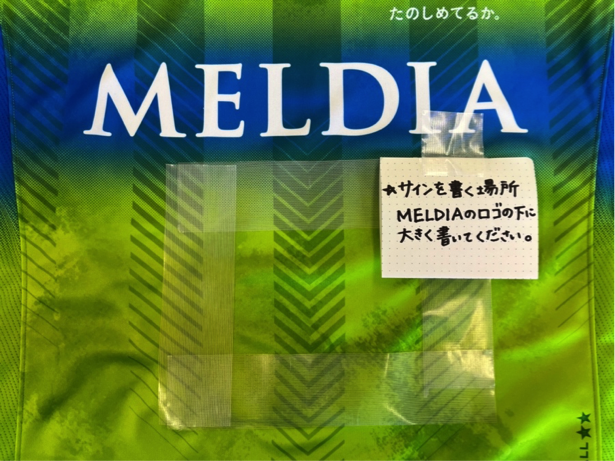 たのしめてるか。
MELDIA
★サインを書く場所
MELDIAのロゴの下に
大きく書いてください。